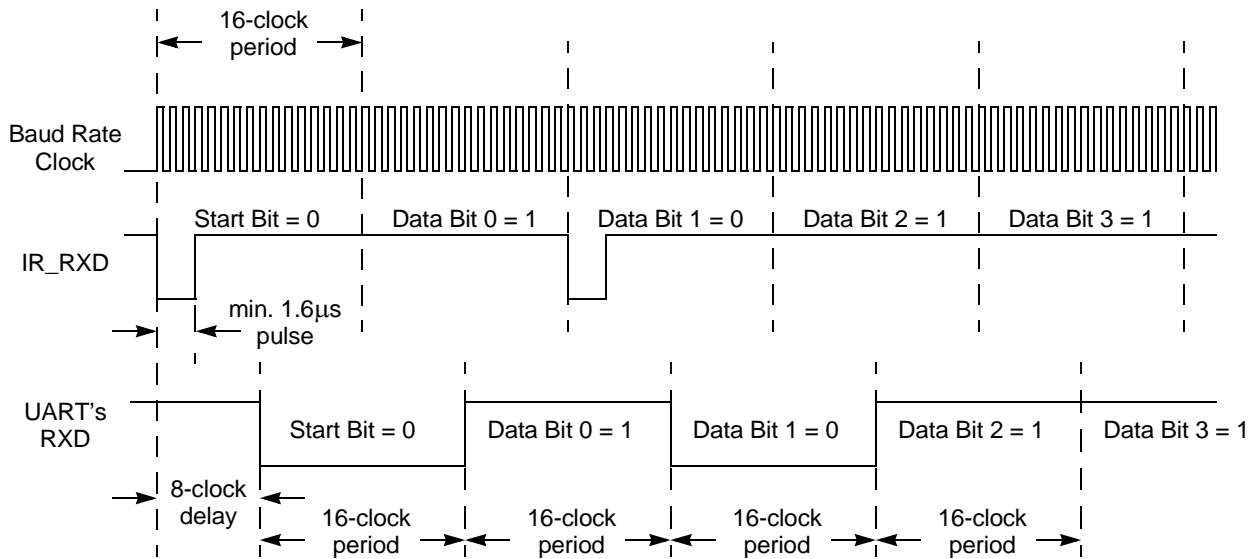 16-clock
period
Baud Rate
Clock
Start Bit = 0
Data Bit 0 = 1
Data Bit 1 = 0
Data Bit 2 = 1
Data Bit 3 = 1
IR_RXD
min. 1.6μs
pulse
UART's
RXD
Start Bit = 0
Data Bit 0 = 1
Data Bit 1 = 0
Data Bit 2 = 1
Data Bit 3 = 1
8-clock
delay
16-clock
period
16-clock
period
16-clock
period
16-clock
period